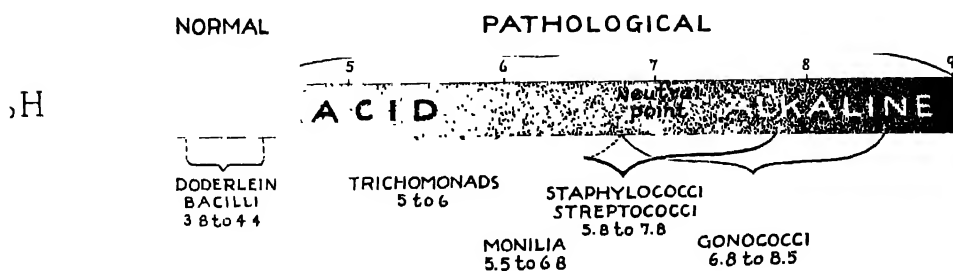 NORMAL PATHOLOGICAL
5 6 7 8 9
,H ACID Neutral ALKALINE
point
DODERLEIN
BACILLI
3 8 to 4 4
TRICHOMONADS
5 to 6
STAPHYLOCOCCI
STREPTOCOCCI
5.8 to 7.8
MONILIA
5.5 to 6 8
GONOCOCCI
6.8 to 8.5